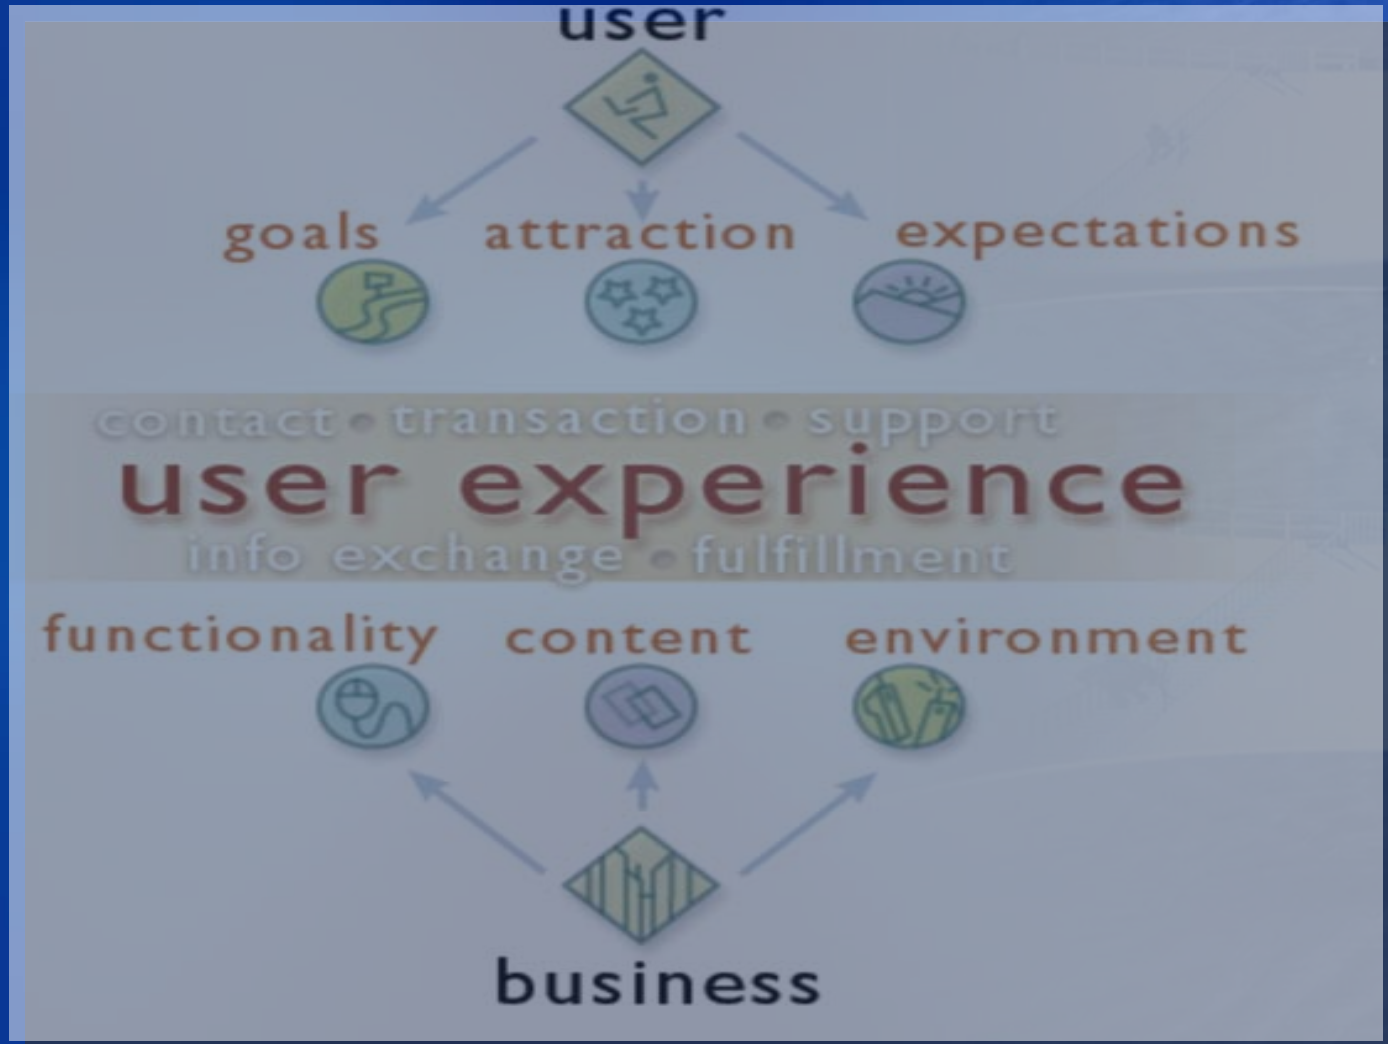 user
goals attraction expectations
contact • transaction • support
user experience
info exchange • fulfillment
functionality content environment
business